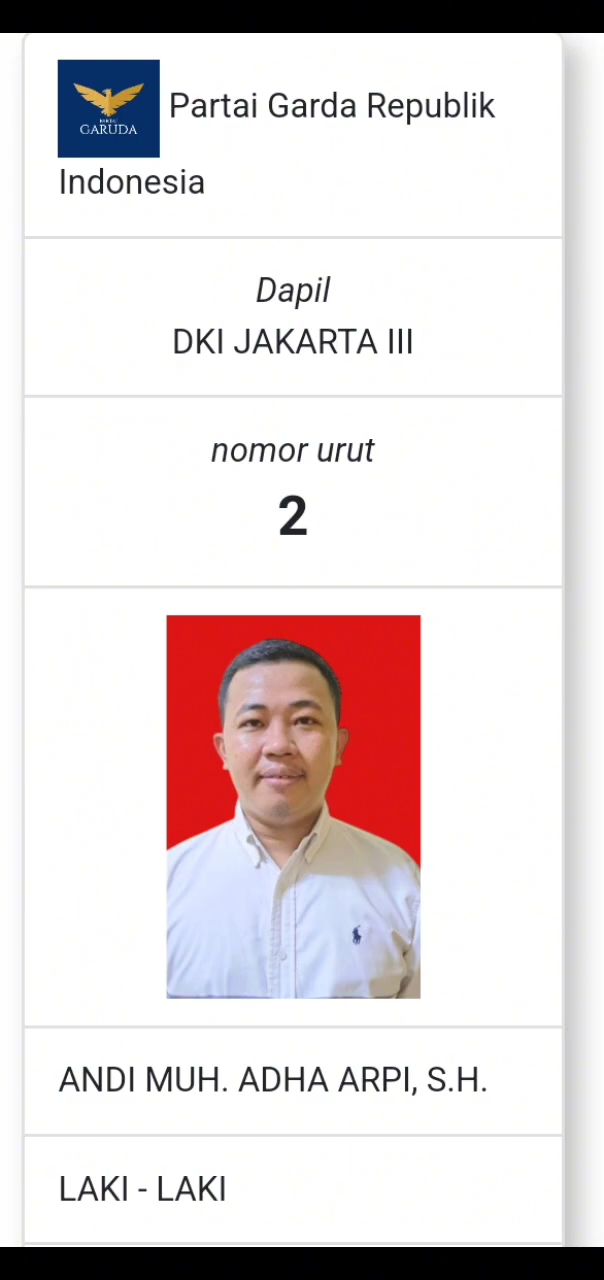 GARUDA
Partai Garda Republik
Indonesia
Dapil
DKI JAKARTA III
nomor urut
2
ANDI MUH. ADHA ARPI, S.H.
LAKI - LAKI